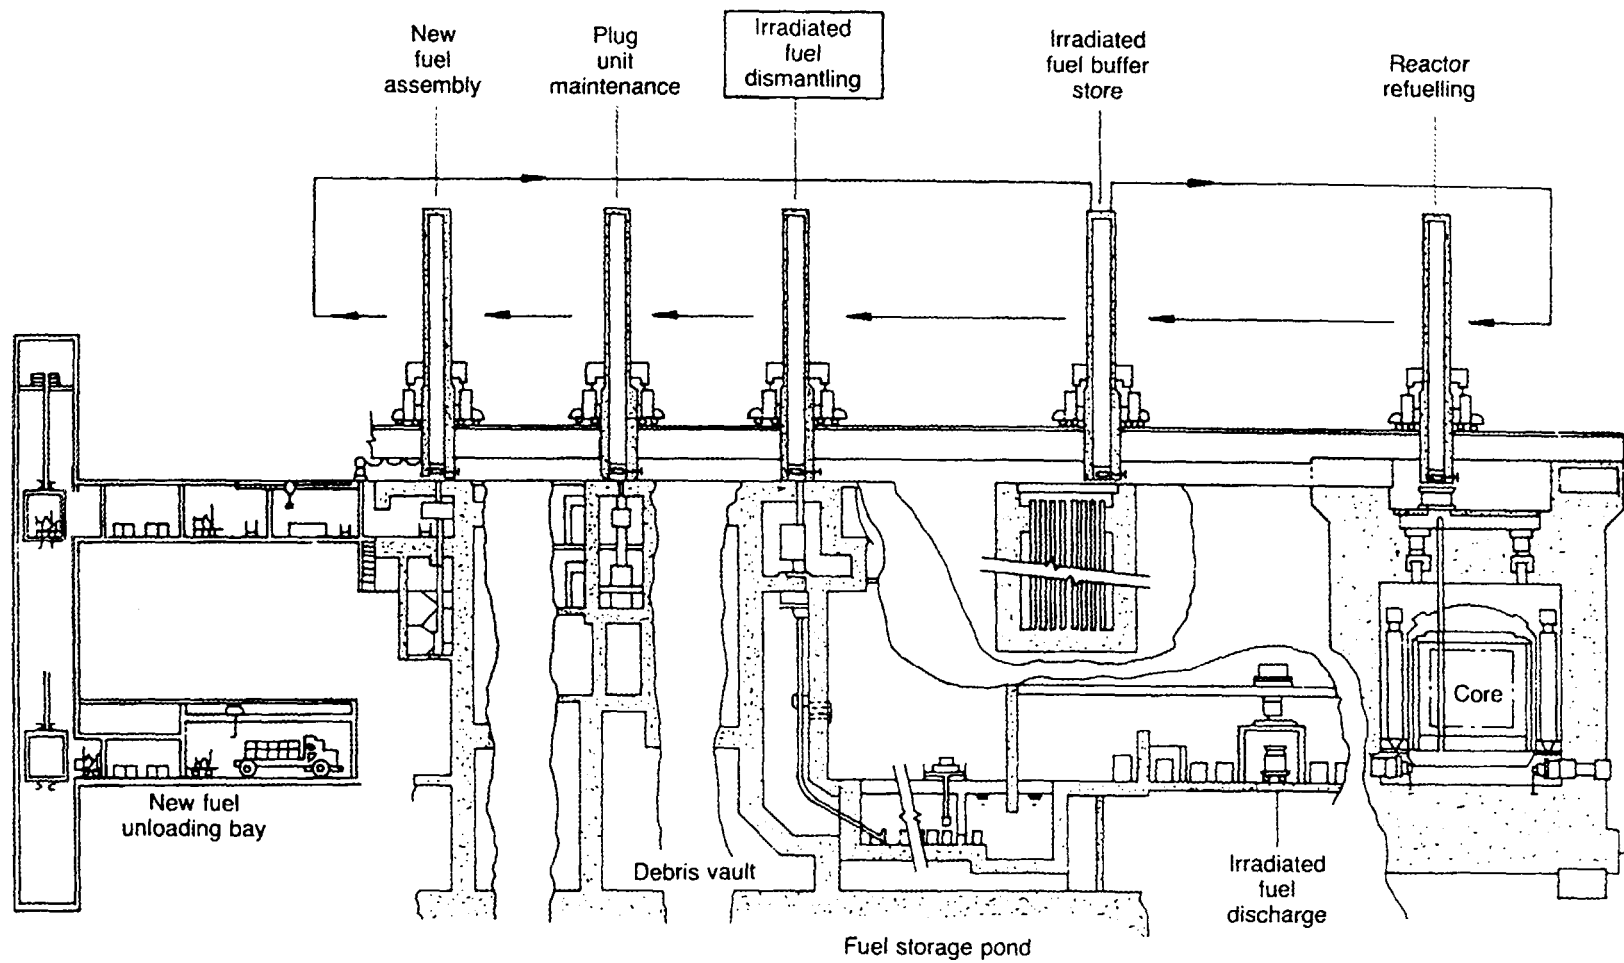 New
fuel
assembly
Plug
unit
maintenance
Irradiated
fuel
dismantling
Irradiated
fuel buffer
store
Reactor
refuelling
Core
New fuel
unloading bay
Debris vault
Irradiated
fuel
discharge
Fuel storage pond